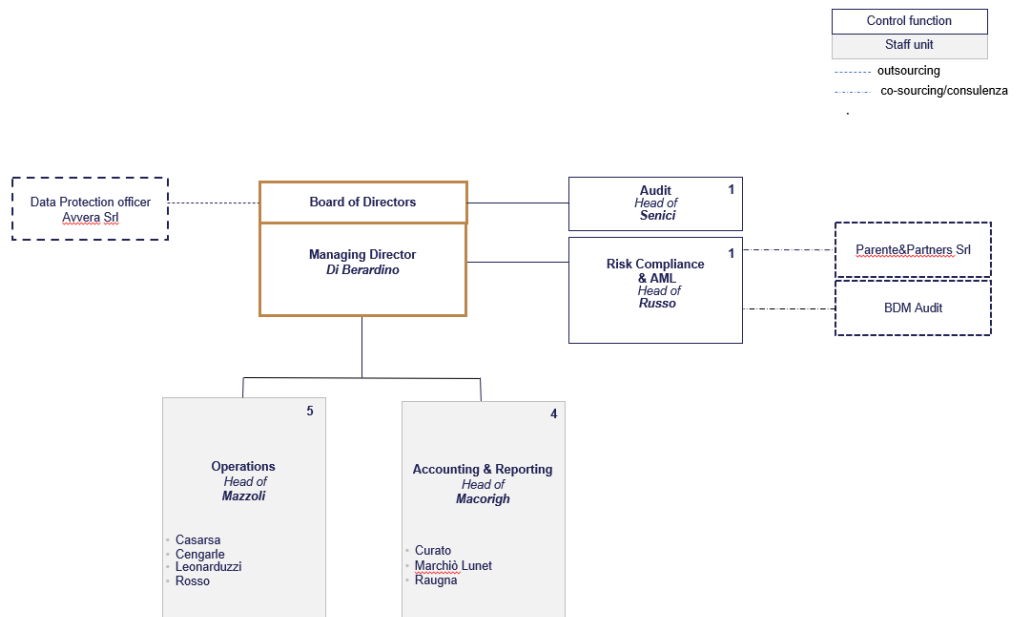 Control function
Staff unit
outsourcing
co-sourcing/consulenza
.
Data Protection officer
Avvera Srl
Board of Directors
Managing Director
Di Berardino
Audit
1
Head of
Senici
Risk Compliance
1
& AML
Head of
Russo
Parente&Partners Srl
BDM Audit
5
Operations
Head of
Mazzoli
Casarsa
Cengarle
Leonarduzzi
Rosso
4
Accounting & Reporting
Head of
Macorigh
Curato
Marchiò Lunet
Raugna